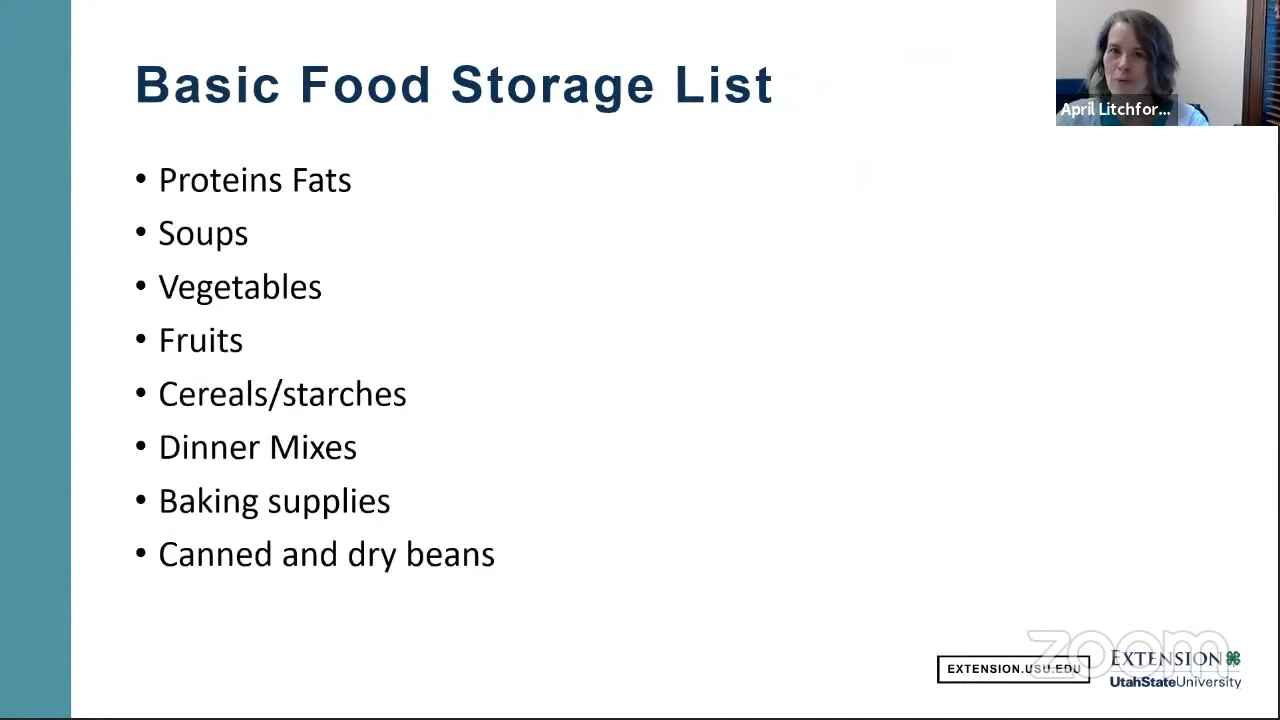 Basic Food Storage List
April Litchfor...
• Proteins Fats
• Soups
• Vegetables
• Fruits
• Cereals/starches
• Dinner Mixes
• Baking supplies
• Canned and dry beans
zoom
EXTENSION.USU.EDU
EXTENSION
UtahStateUniversity